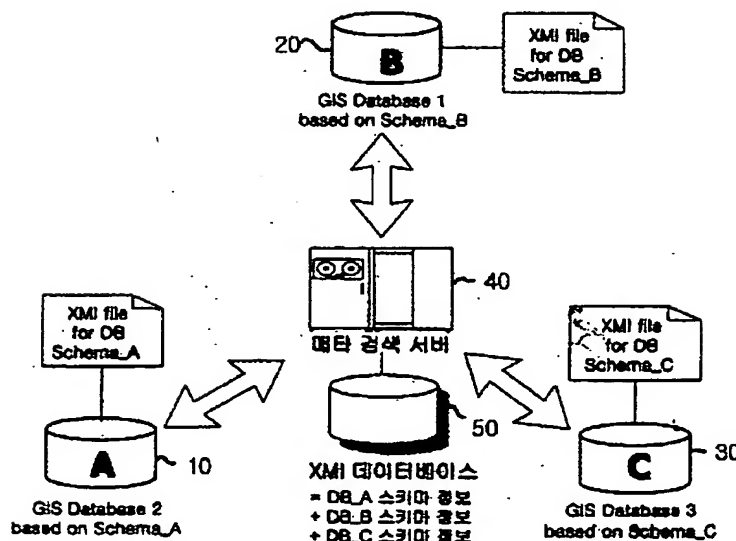 20
B
XMI file
for DB
Schema_B
GIS Database 1
based on Schema_B
40
메타 검색 서버
XMI file
for DB
Schema_A
XMI file
for DB
Schema_C
A
10
GIS Database 2
based on Schema_A
50
XMI 데이터베이스
= DB_A 스키마 정보
+ DB_B 스키마 정보
+ DB_C 스키마 정보
C
30
GIS Database 3
based on Schema_C